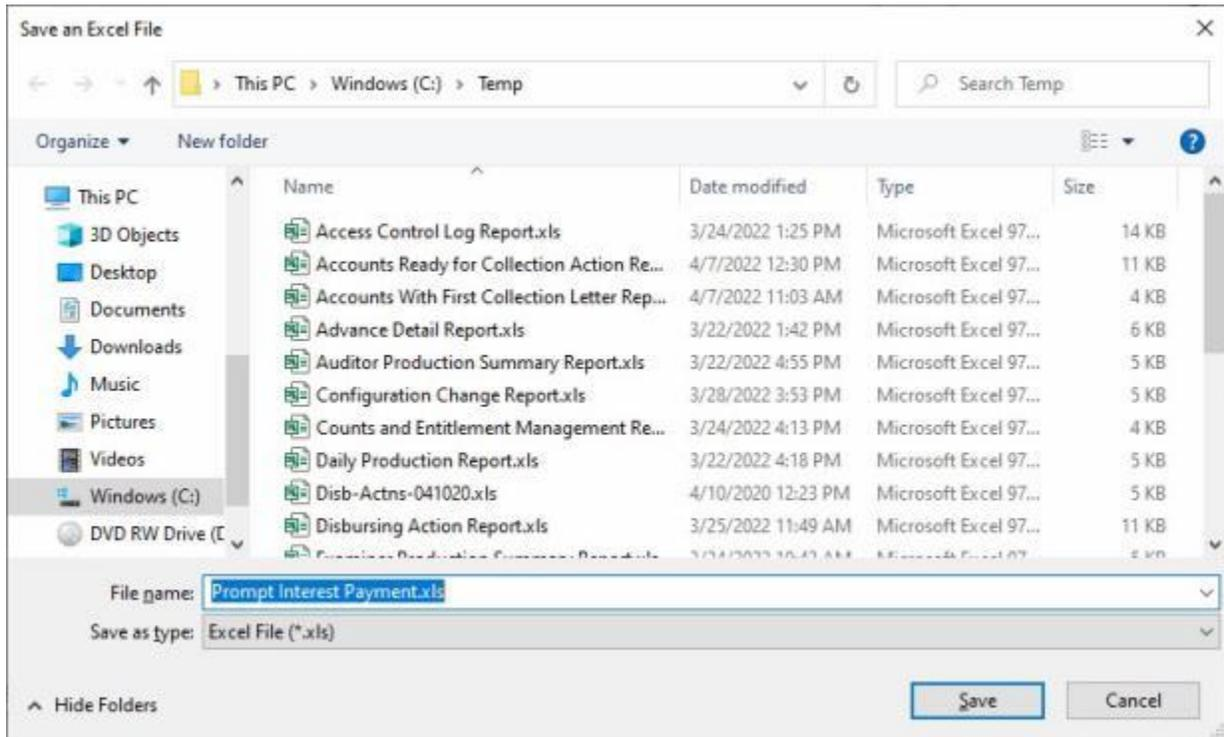 Save an Excel File
This PC > Windows (C:) > Temp
Search Temp
Organize
New folder
This PC
3D Objects
Desktop
Documents
Downloads
Music
Pictures
Videos
Windows (C:)
DVD RW Drive (D
Name Date modified Type Size
Access Control Log Report.xls 3/24/2022 1:25 PM Microsoft Excel 97... 14 KB
Accounts Ready for Collection Action Re... 4/7/2022 12:30 PM Microsoft Excel 97... 11 KB
Accounts With First Collection Letter Rep... 4/7/2022 11:03 AM Microsoft Excel 97... 4 KB
Advance Detail Report.xls 3/22/2022 1:42 PM Microsoft Excel 97... 6 KB
Auditor Production Summary Report.xls 3/22/2022 4:55 PM Microsoft Excel 97... 5 KB
Configuration Change Report.xls 3/28/2022 3:53 PM Microsoft Excel 97... 5 KB
Counts and Entitlement Management Re... 3/24/2022 4:13 PM Microsoft Excel 97... 4 KB
Daily Production Report.xls 3/22/2022 4:18 PM Microsoft Excel 97... 5 KB
Disb-Actns-041020.xls 4/10/2020 12:23 PM Microsoft Excel 97... 5 KB
Disbursing Action Report.xls 3/25/2022 11:49 AM Microsoft Excel 97... 11 KB
File name: Prompt Interest Payment.xls
Save as type: Excel File (*.xls)
Hide Folders
Save
Cancel